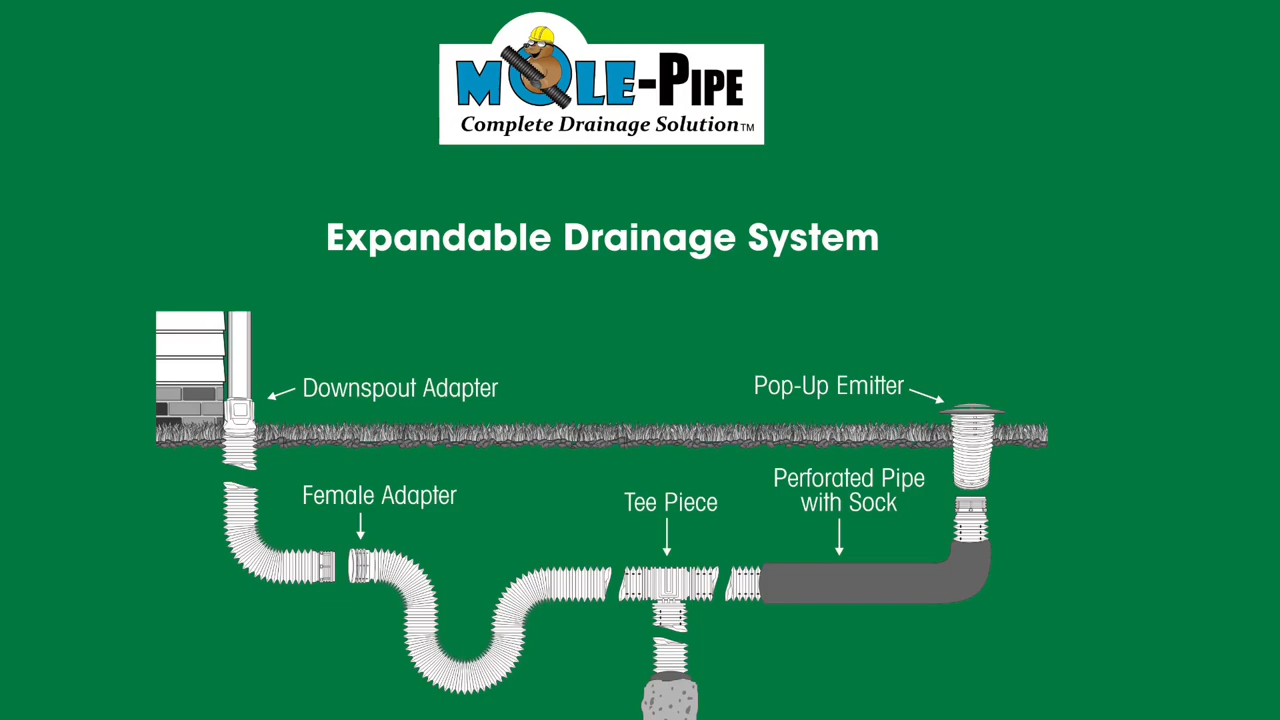 MOLE-PIPE
Complete Drainage Solution™
Expandable Drainage System
Downspout Adapter
Pop-Up Emitter
Female Adapter
Tee Piece
Perforated Pipe
with Sock